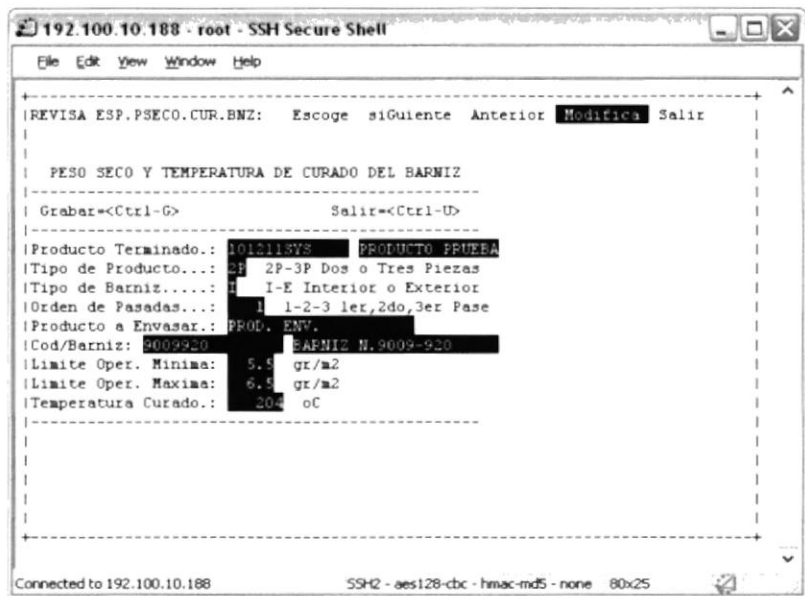 192.100.10.188 - root - SSH Secure Shell
File Edit View Window Help
REVISA ESP.PSECO.CUR.BNZ: Escoge siGuiente Anterior Modifica Salir
PESO SECO Y TEMPERATURA DE CURADO DEL BARNIZ
Grabar=<Ctrl-G> Salir=<Ctrl-U>
Producto Terminado.: 101211SYS PRODUCTO PRUEBA
Tipo de Producto...: 2P 2P-3P Dos o Tres Piezas
Tipo de Barniz.....: I I-E Interior o Exterior
Orden de Pasadas...: 1 1-2-3 1er,2do,3er Pase
Producto a Envasar.: PROD. ENV.
Cod/Barniz: 9009920 BARNIZ N.9009-920
Limite Oper. Minima: 5.5 gr/m2
Limite Oper. Maxima: 6.5 gr/m2
Temperatura Curado.: 204 oC
Connected to 192.100.10.188 SSH2 - aes128-cbc - hmac-md5 - none 80x25